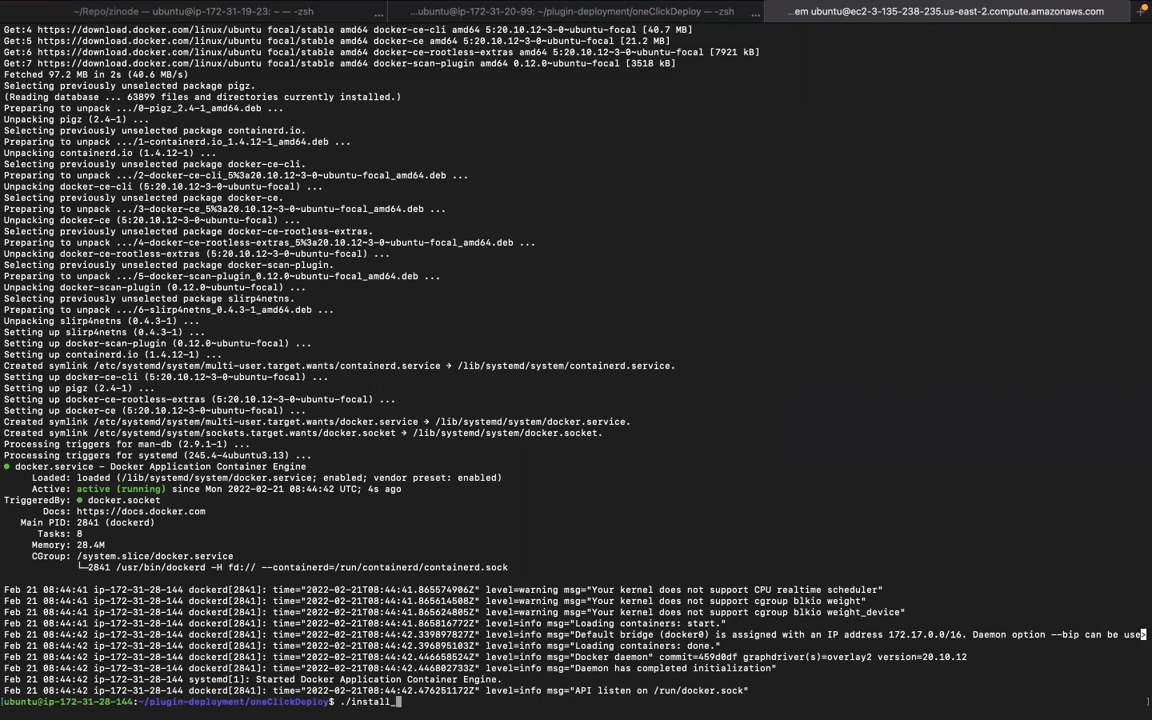 ~/Repo/zinode — ubuntu@ip-172-31-19-23: ~ — -zsh
...ubuntu@ip-172-31-20-99: ~/plugin-deployment/oneClickDeploy — -zsh
...em ubuntu@ec2-3-135-238-235.us-east-2.compute.amazonaws.com
Get:4 https://download.docker.com/linux/ubuntu focal/stable amd64 docker-ce-cli amd64 5:20.10.12~3-0~ubuntu-focal [40.7 MB]
Get:5 https://download.docker.com/linux/ubuntu focal/stable amd64 docker-ce amd64 5:20.10.12~3-0~ubuntu-focal [21.2 MB]
Get:6 https://download.docker.com/linux/ubuntu focal/stable amd64 docker-ce-rootless-extras amd64 5:20.10.12~3-0~ubuntu-focal [7921 kB]
Get:7 https://download.docker.com/linux/ubuntu focal/stable amd64 docker-scan-plugin amd64 0.12.0~ubuntu-focal [3518 kB]
Fetched 97.2 MB in 2s (40.6 MB/s)
Selecting previously unselected package pigz.
(Reading database ... 63899 files and directories currently installed.)
Preparing to unpack .../0-pigz_2.4-1_amd64.deb ...
Unpacking pigz (2.4-1) ...
Selecting previously unselected package containerd.io.
Preparing to unpack .../1-containerd.io_1.4.12-1_amd64.deb ...
Unpacking containerd.io (1.4.12-1) ...
Selecting previously unselected package docker-ce-cli.
Preparing to unpack .../2-docker-ce-cli_5%3a20.10.12~3-0~ubuntu-focal_amd64.deb ...
Unpacking docker-ce-cli (5:20.10.12~3-0~ubuntu-focal) ...
Selecting previously unselected package docker-ce.
Preparing to unpack .../3-docker-ce_5%3a20.10.12~3-0~ubuntu-focal_amd64.deb ...
Unpacking docker-ce (5:20.10.12~3-0~ubuntu-focal) ...
Selecting previously unselected package docker-ce-rootless-extras.
Preparing to unpack .../4-docker-ce-rootless-extras_5%3a20.10.12~3-0~ubuntu-focal_amd64.deb ...
Unpacking docker-ce-rootless-extras (5:20.10.12~3-0~ubuntu-focal) ...
Selecting previously unselected package docker-scan-plugin.
Preparing to unpack .../5-docker-scan-plugin_0.12.0~ubuntu-focal_amd64.deb ...
Unpacking docker-scan-plugin (0.12.0~ubuntu-focal) ...
Selecting previously unselected package slirp4netns.
Preparing to unpack .../6-slirp4netns_0.4.3-1_amd64.deb ...
Unpacking slirp4netns (0.4.3-1) ...
Setting up slirp4netns (0.4.3-1) ...
Setting up docker-scan-plugin (0.12.0~ubuntu-focal) ...
Setting up containerd.io (1.4.12-1) ...
Created symlink /etc/systemd/system/multi-user.target.wants/containerd.service → /lib/systemd/system/containerd.service.
Setting up docker-ce-cli (5:20.10.12~3-0~ubuntu-focal) ...
Setting up pigz (2.4-1) ...
Setting up docker-ce-rootless-extras (5:20.10.12~3-0~ubuntu-focal) ...
Setting up docker-ce (5:20.10.12~3-0~ubuntu-focal) ...
Created symlink /etc/systemd/system/multi-user.target.wants/docker.service → /lib/systemd/system/docker.service.
Created symlink /etc/systemd/system/sockets.target.wants/docker.socket → /lib/systemd/system/docker.socket.
Processing triggers for man-db (2.9.1-1) ...
Processing triggers for systemd (245.4-4ubuntu3.13) ...
● docker.service - Docker Application Container Engine
Loaded: loaded (/lib/systemd/system/docker.service; enabled; vendor preset: enabled)
Active: active (running) since Mon 2022-02-21 08:44:42 UTC; 4s ago
TriggeredBy: ● docker.socket
Docs: https://docs.docker.com
Main PID: 2841 (dockerd)
Tasks: 8
Memory: 28.4M
CGroup: /system.slice/docker.service
└─2841 /usr/bin/dockerd -H fd:// --containerd=/run/containerd/containerd.sock
Feb 21 08:44:41 ip-172-31-28-144 dockerd[2841]: time="2022-02-21T08:44:41.865574906Z" level=warning msg="Your kernel does not support CPU realtime scheduler"
Feb 21 08:44:41 ip-172-31-28-144 dockerd[2841]: time="2022-02-21T08:44:41.865614508Z" level=warning msg="Your kernel does not support cgroup blkio weight"
Feb 21 08:44:41 ip-172-31-28-144 dockerd[2841]: time="2022-02-21T08:44:41.865624805Z" level=warning msg="Your kernel does not support cgroup blkio weight_device"
Feb 21 08:44:41 ip-172-31-28-144 dockerd[2841]: time="2022-02-21T08:44:41.865816772Z" level=info msg="Loading containers: start."
Feb 21 08:44:42 ip-172-31-28-144 dockerd[2841]: time="2022-02-21T08:44:42.339897827Z" level=info msg="Default bridge (docker0) is assigned with an IP address 172.17.0.0/16. Daemon option --bip can be use>
Feb 21 08:44:42 ip-172-31-28-144 dockerd[2841]: time="2022-02-21T08:44:42.396895103Z" level=info msg="Loading containers: done."
Feb 21 08:44:42 ip-172-31-28-144 dockerd[2841]: time="2022-02-21T08:44:42.446658524Z" level=info msg="Docker daemon" commit=459d0df graphdriver(s)=overlay2 version=20.10.12
Feb 21 08:44:42 ip-172-31-28-144 dockerd[2841]: time="2022-02-21T08:44:42.446802733Z" level=info msg="Daemon has completed initialization"
Feb 21 08:44:42 ip-172-31-28-144 systemd[1]: Started Docker Application Container Engine.
Feb 21 08:44:42 ip-172-31-28-144 dockerd[2841]: time="2022-02-21T08:44:42.476251172Z" level=info msg="API listen on /run/docker.sock"
[ubuntu@ip-172-31-28-144:~/plugin-deployment/oneClickDeploy$ ./install_ ]